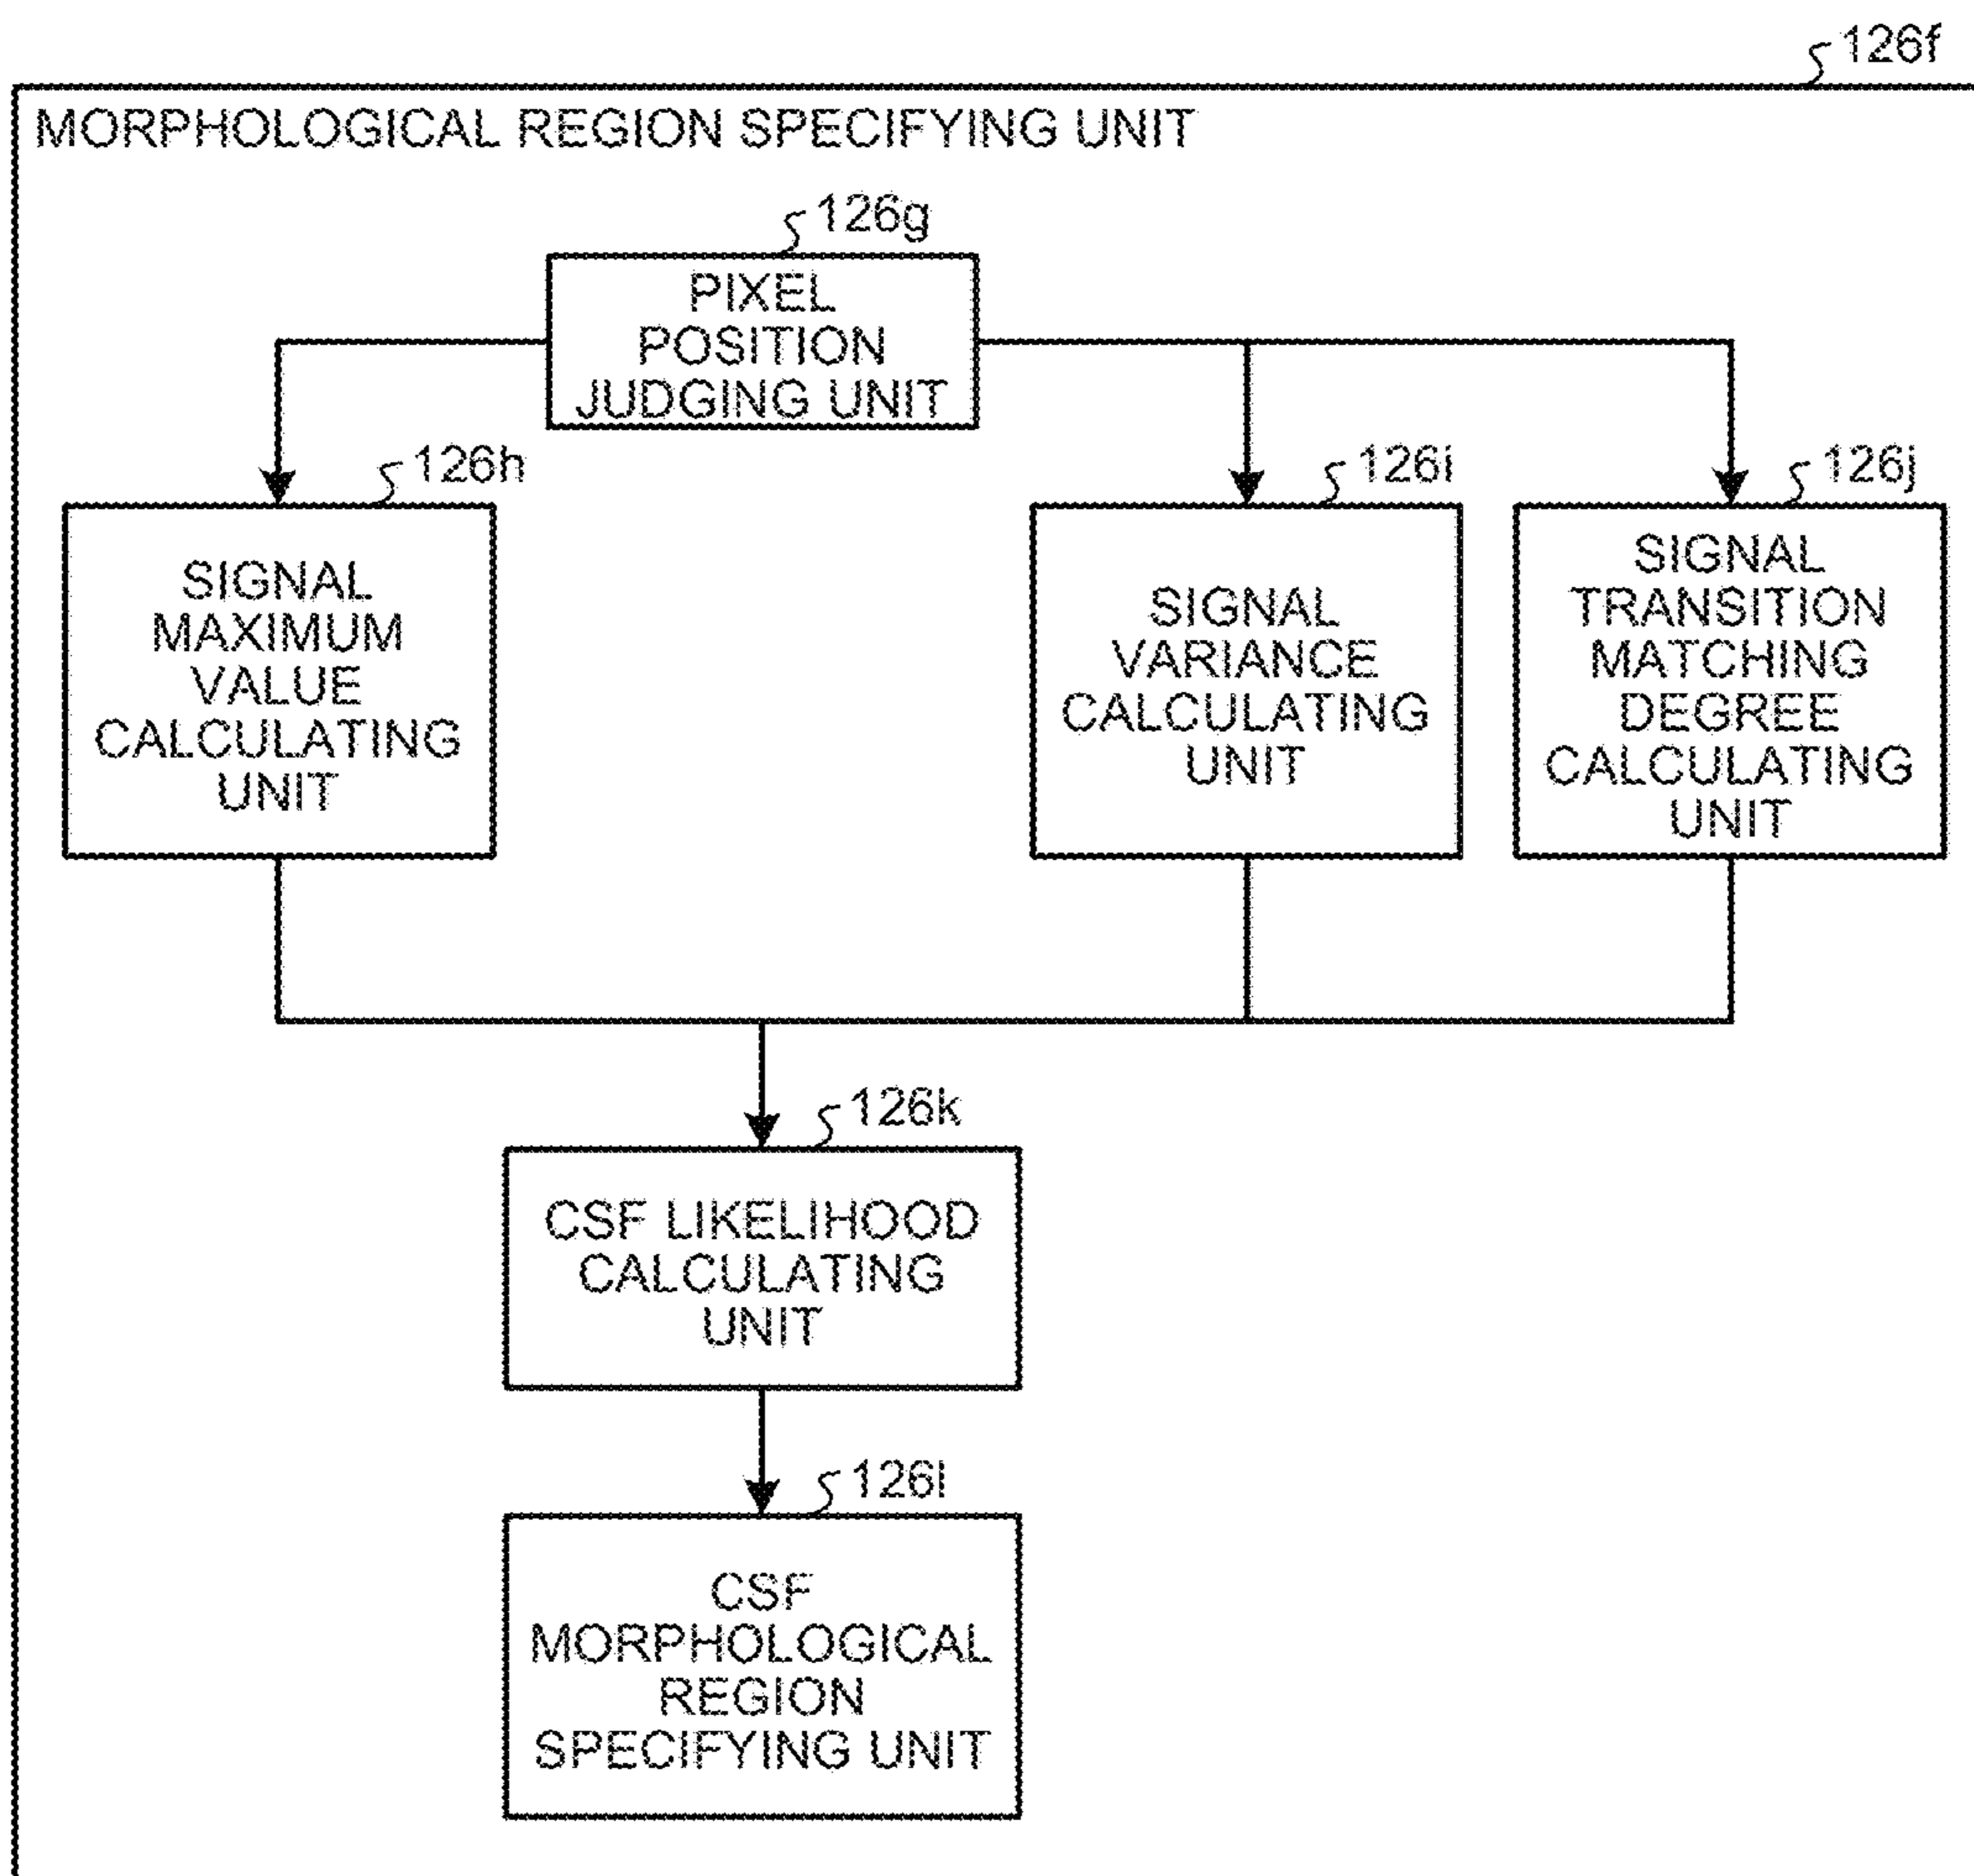 126f
MORPHOLOGICAL REGION SPECIFYING UNIT
126g
PIXEL
POSITION
JUDGING UNIT
126h
SIGNAL
MAXIMUM
VALUE
CALCULATING
UNIT
126i
SIGNAL
VARIANCE
CALCULATING
UNIT
126j
SIGNAL
TRANSITION
MATCHING
DEGREE
CALCULATING
UNIT
126k
CSF LIKELIHOOD
CALCULATING
UNIT
126l
CSF
MORPHOLOGICAL
REGION
SPECIFYING UNIT